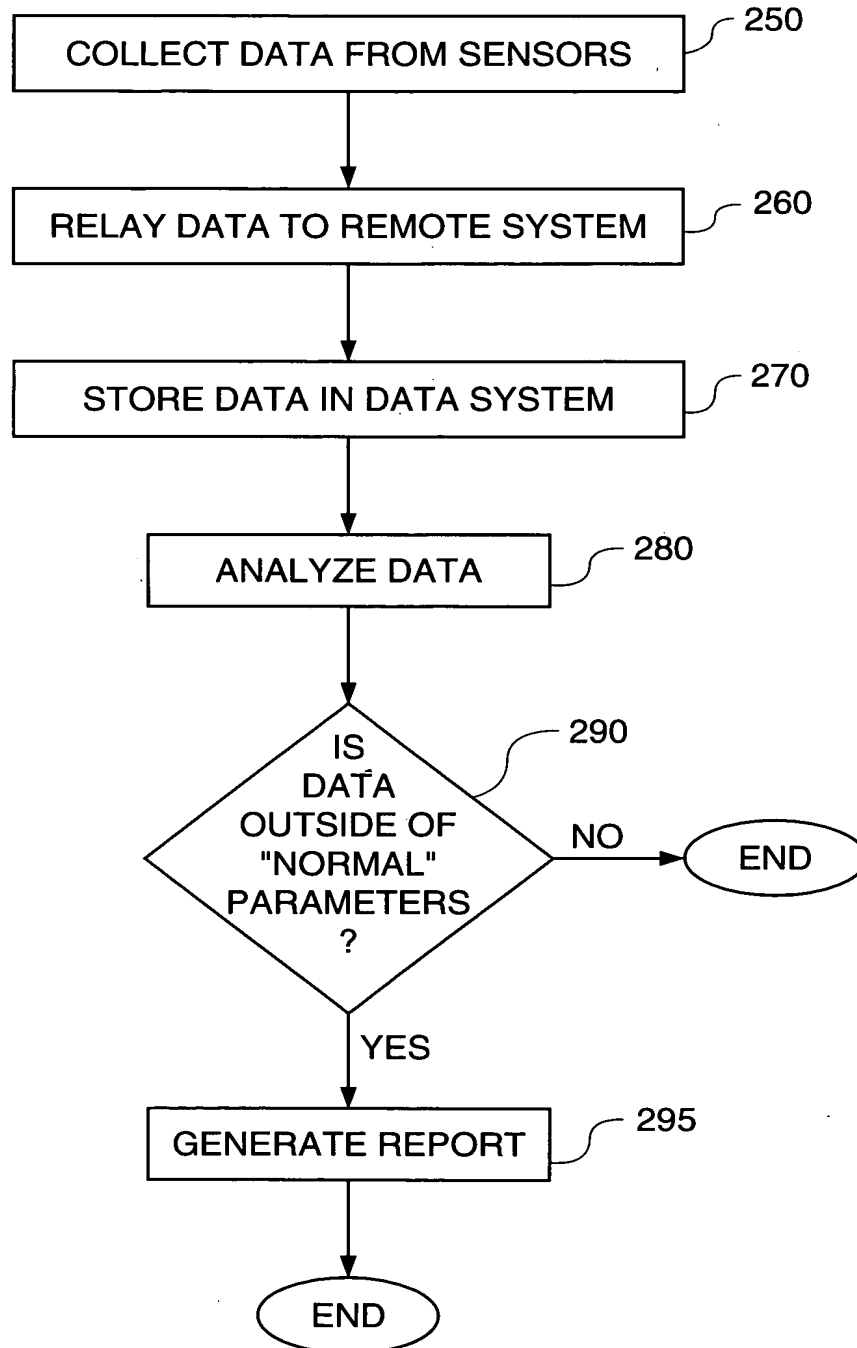 COLLECT DATA FROM SENSORS
250
RELAY DATA TO REMOTE SYSTEM
260
STORE DATA IN DATA SYSTEM
270
ANALYZE DATA
280
IS
DATA
OUTSIDE OF
"NORMAL"
PARAMETERS
?
290
NO
END
YES
GENERATE REPORT
295
END